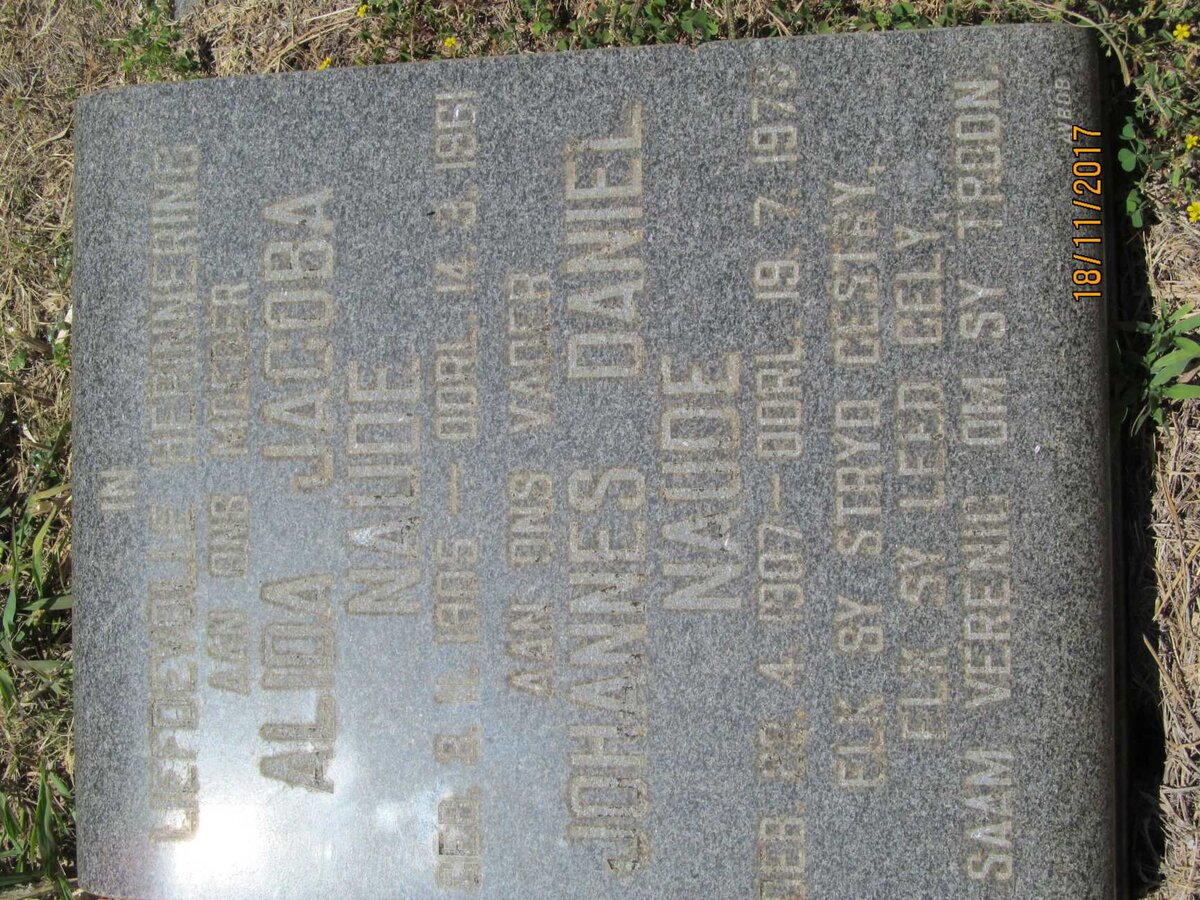 IN
LIEFDEVOLLE HERINNERING
AAN ONS MOEDER
ALIDA JACOBA
NAUDE
GEB. 2. 11. 1905 — OORL. 14. 3. 1961
AAN ONS VADER
JOHANNES DANIEL
NAUDE
GEB. 4. 1907 — OORL. 19. 7. 1973
ELK SY STRYD GESTRY,
ELK SY LEED GELY,
SAAM VERENIG OM SY TROON.
18/11/2017